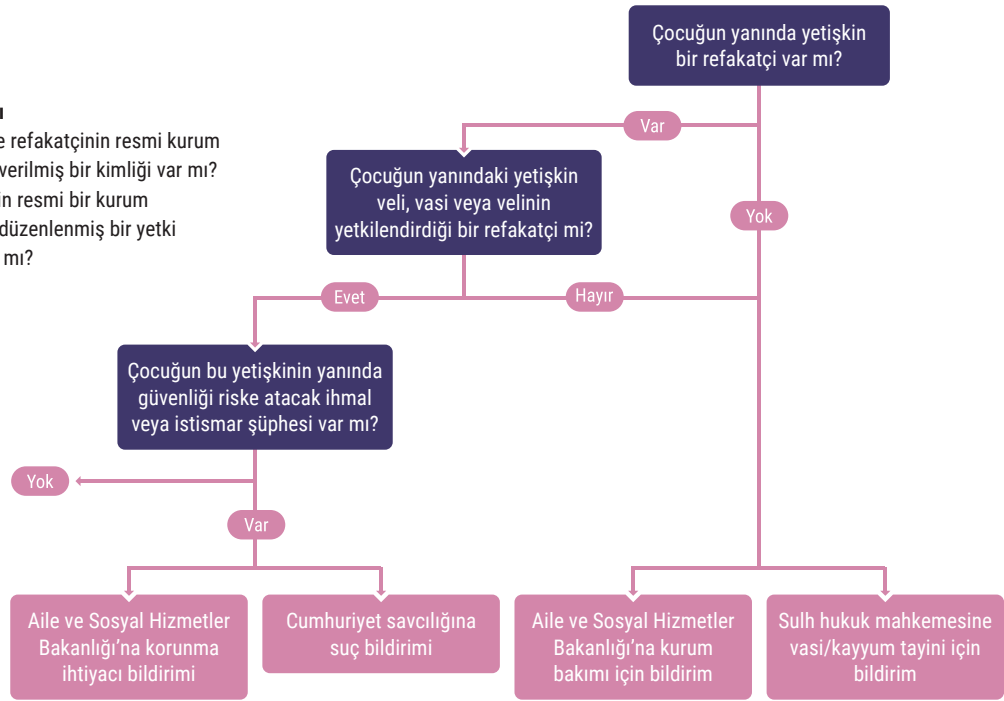 Çocuğun yanında yetişkin
bir refakatçi var mı?
e refakatçinin resmi kurum
verilmiş bir kimliği var mı?
in resmi bir kurum
düzenlenmiş bir yetki
mı?
Var
Çocuğun yanındaki yetişkin
veli, vasi veya velinin
yetkilendirdiği bir refakatçi mi?
Yok
Evet
Hayır
Çocuğun bu yetişkinin yanında
güvenliği riske atacak ihmal
veya istismar şüphesi var mı?
Yok
Var
Aile ve Sosyal Hizmetler
Bakanlığı’na korunma
ihtiyacı bildirimi
Cumhuriyet savcılığına
suç bildirimi
Aile ve Sosyal Hizmetler
Bakanlığı’na kurum
bakımı için bildirim
Sulh hukuk mahkemesine
vasi/kayyum tayini için
bildirim